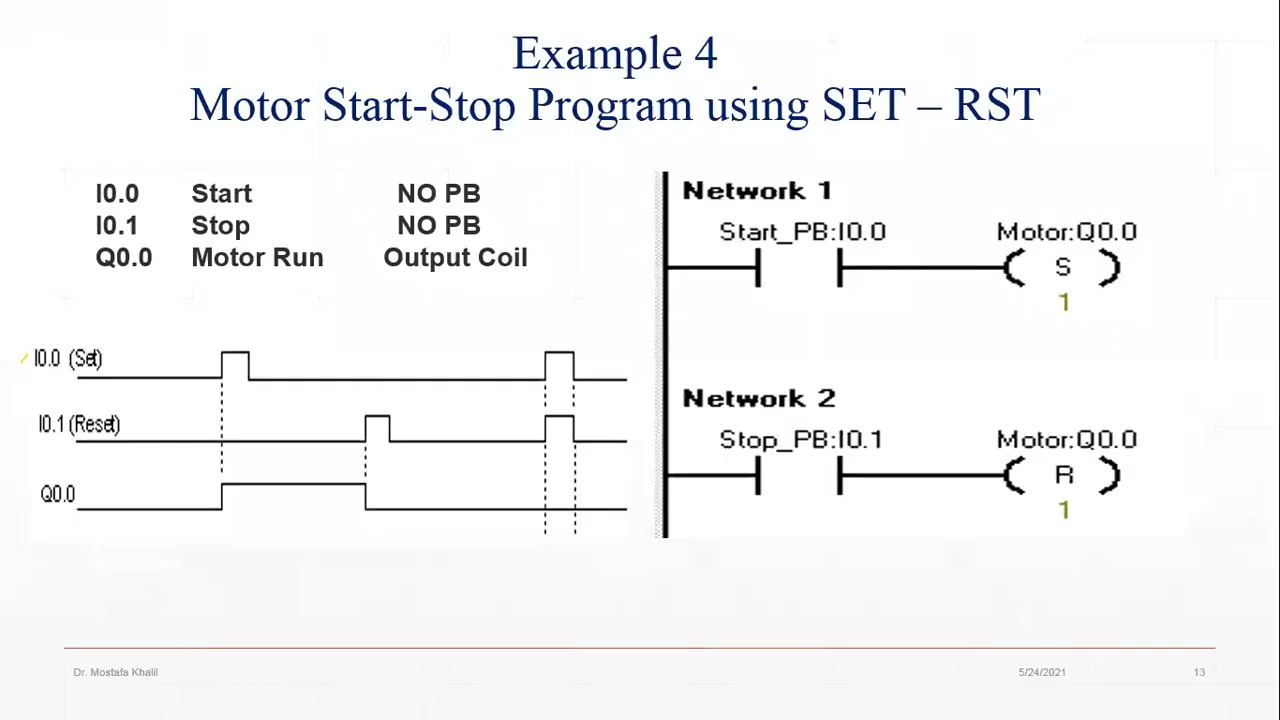 Example 4
Motor Start-Stop Program using SET – RST
I0.0 Start NO PB
I0.1 Stop NO PB
Q0.0 Motor Run Output Coil
I0.0 (Set)
I0.1 (Reset)
Q0.0
Network 1
Start_PB:I0.0 Motor:Q0.0
S
1
Network 2
Stop_PB:I0.1 Motor:Q0.0
R
1
Dr. Mostafa Khalil 5/24/2021 13